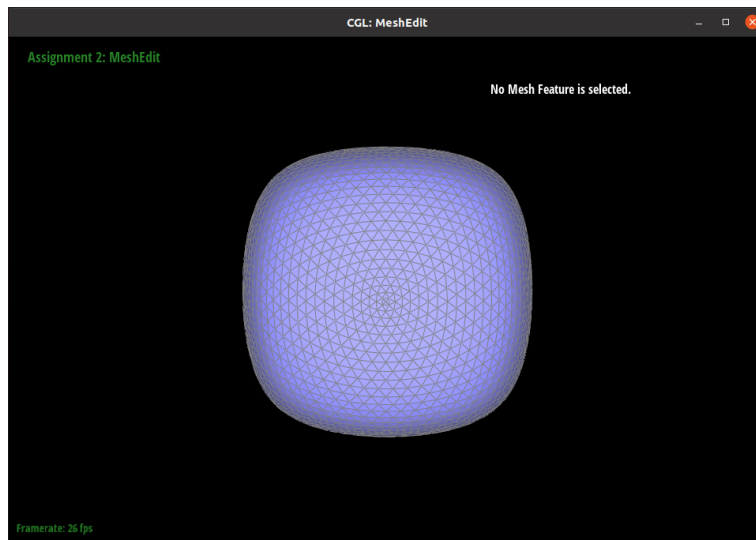 CGL: MeshEdit
Assignment 2: MeshEdit
No Mesh Feature is selected.
Framerate: 26 fps